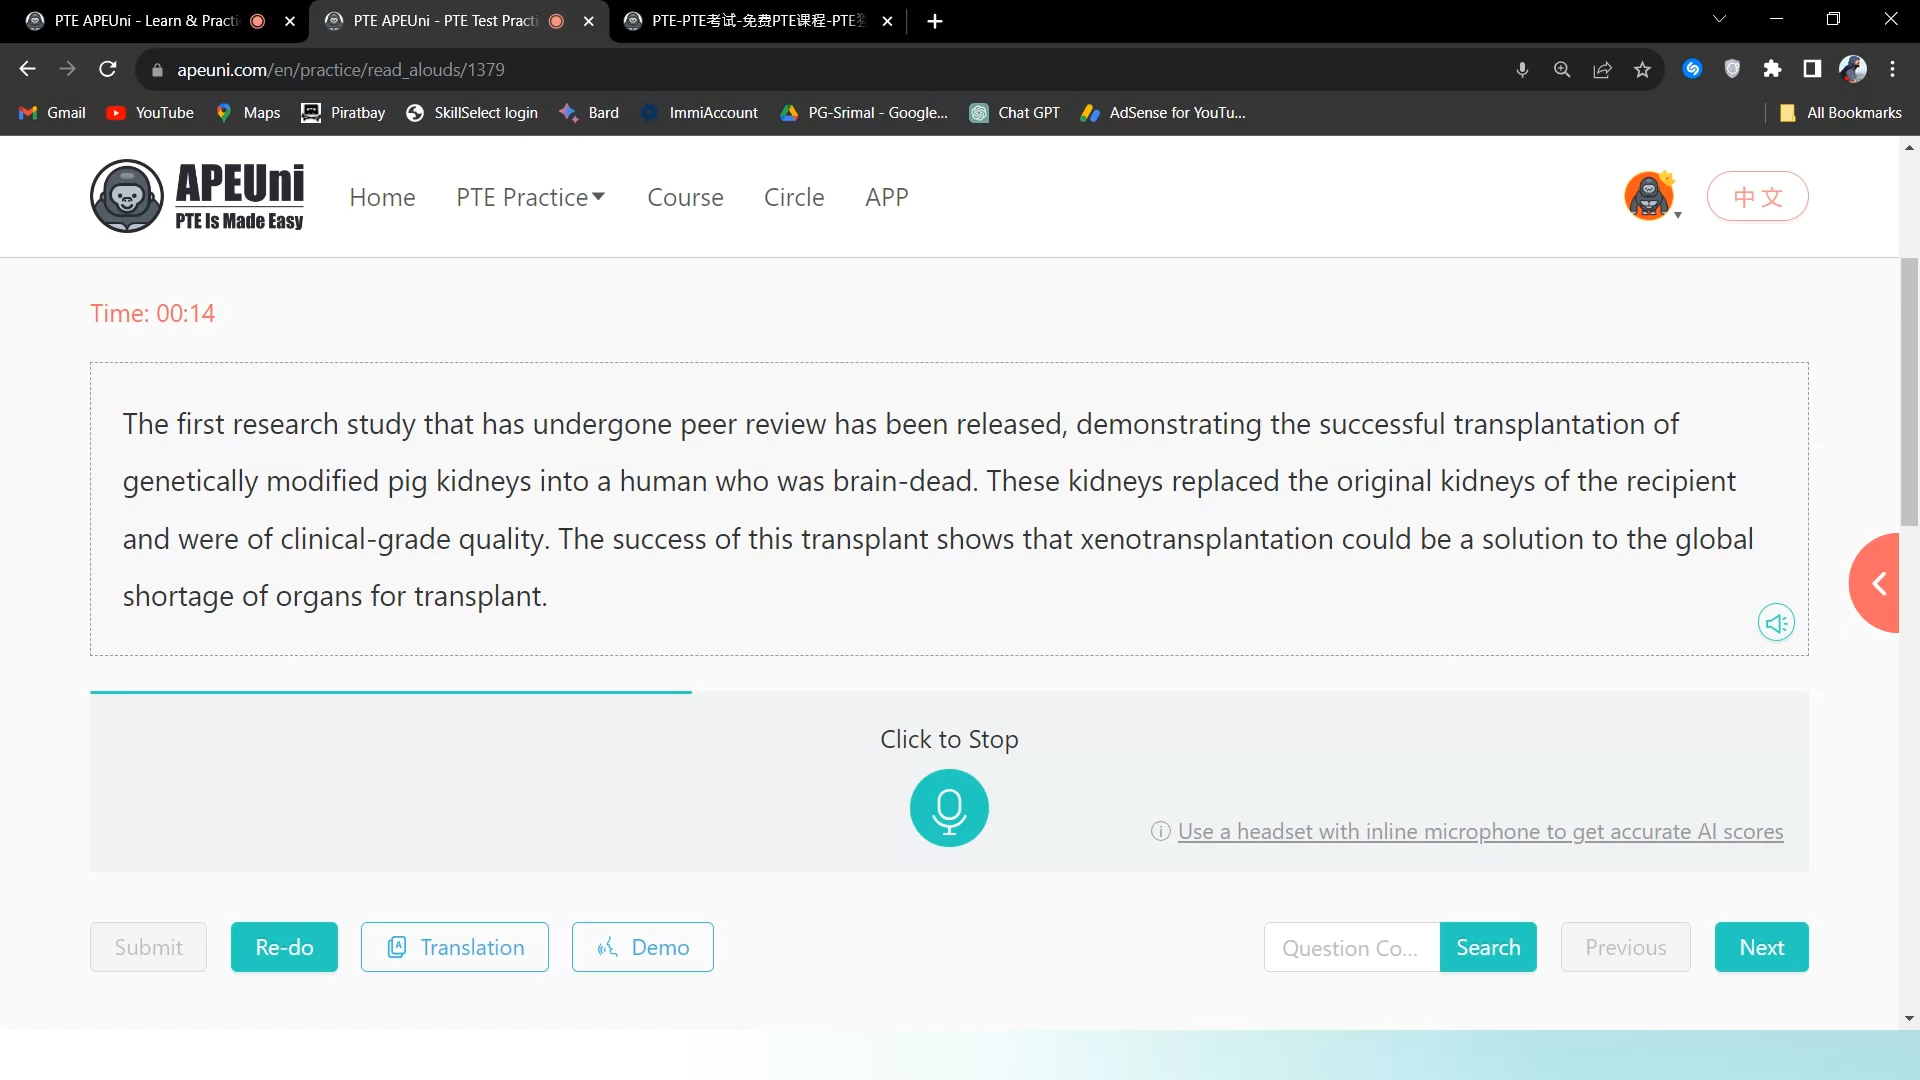 PTE APEUni - Learn & Practi
PTE APEUni - PTE Test Practi
PTE-PTE考试-免费PTE课程-PTE
apeuni.com/en/practice/read_alouds/1379
Gmail
YouTube
Maps
Piratbay
SkillSelect login
Bard
ImmiAccount
PG-Srimal - Google...
Chat GPT
AdSense for YouTu...
All Bookmarks
APEUni
PTE Is Made Easy
Home
PTE Practice
Course
Circle
APP
中文
Time: 00:14
The first research study that has undergone peer review has been released, demonstrating the successful transplantation of
genetically modified pig kidneys into a human who was brain-dead. These kidneys replaced the original kidneys of the recipient
and were of clinical-grade quality. The success of this transplant shows that xenotransplantation could be a solution to the global
shortage of organs for transplant.
Click to Stop
Use a headset with inline microphone to get accurate AI scores
Submit
Re-do
Translation
Demo
Question Co...
Search
Previous
Next